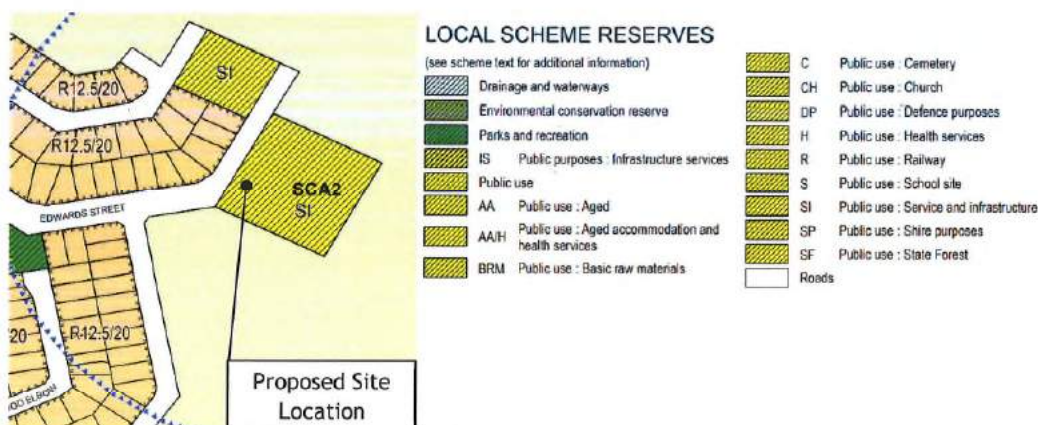 SI
R12.5/20
R12.5/20
SCA2
SI
EDWARDS STREET
20
R12.5/20
OOD ELBOW
Proposed Site
Location
LOCAL SCHEME RESERVES
(see scheme text for additional information)
Drainage and waterways
Environmental conservation reserve
Parks and recreation
IS Public purposes : Infrastructure services
Public use
AA Public use : Aged
AA/H Public use : Aged accommodation and
health services
BRM Public use : Basic raw materials
C Public use : Cemetery
CH Public use : Church
DP Public use : Defence purposes
H Public use : Health services
R Public use : Railway
S Public use : School site
SI Public use : Service and infrastructure
SP Public use : Shire purposes
SF Public use : State Forest
Roads